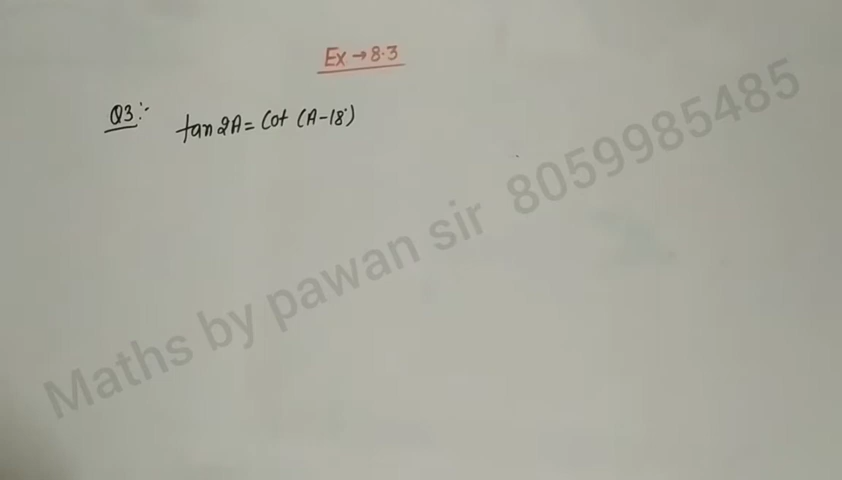 Ex → 8.3
Q3:- tan 2A = Cot (A-18°)
Maths by pawan sir 8059985485